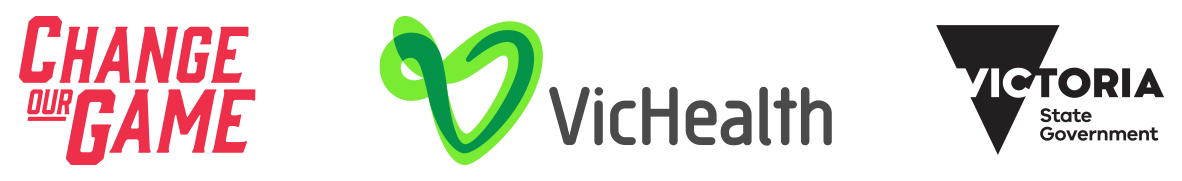 CHANGE
OUR GAME
VicHealth
VICTORIA
State
Government